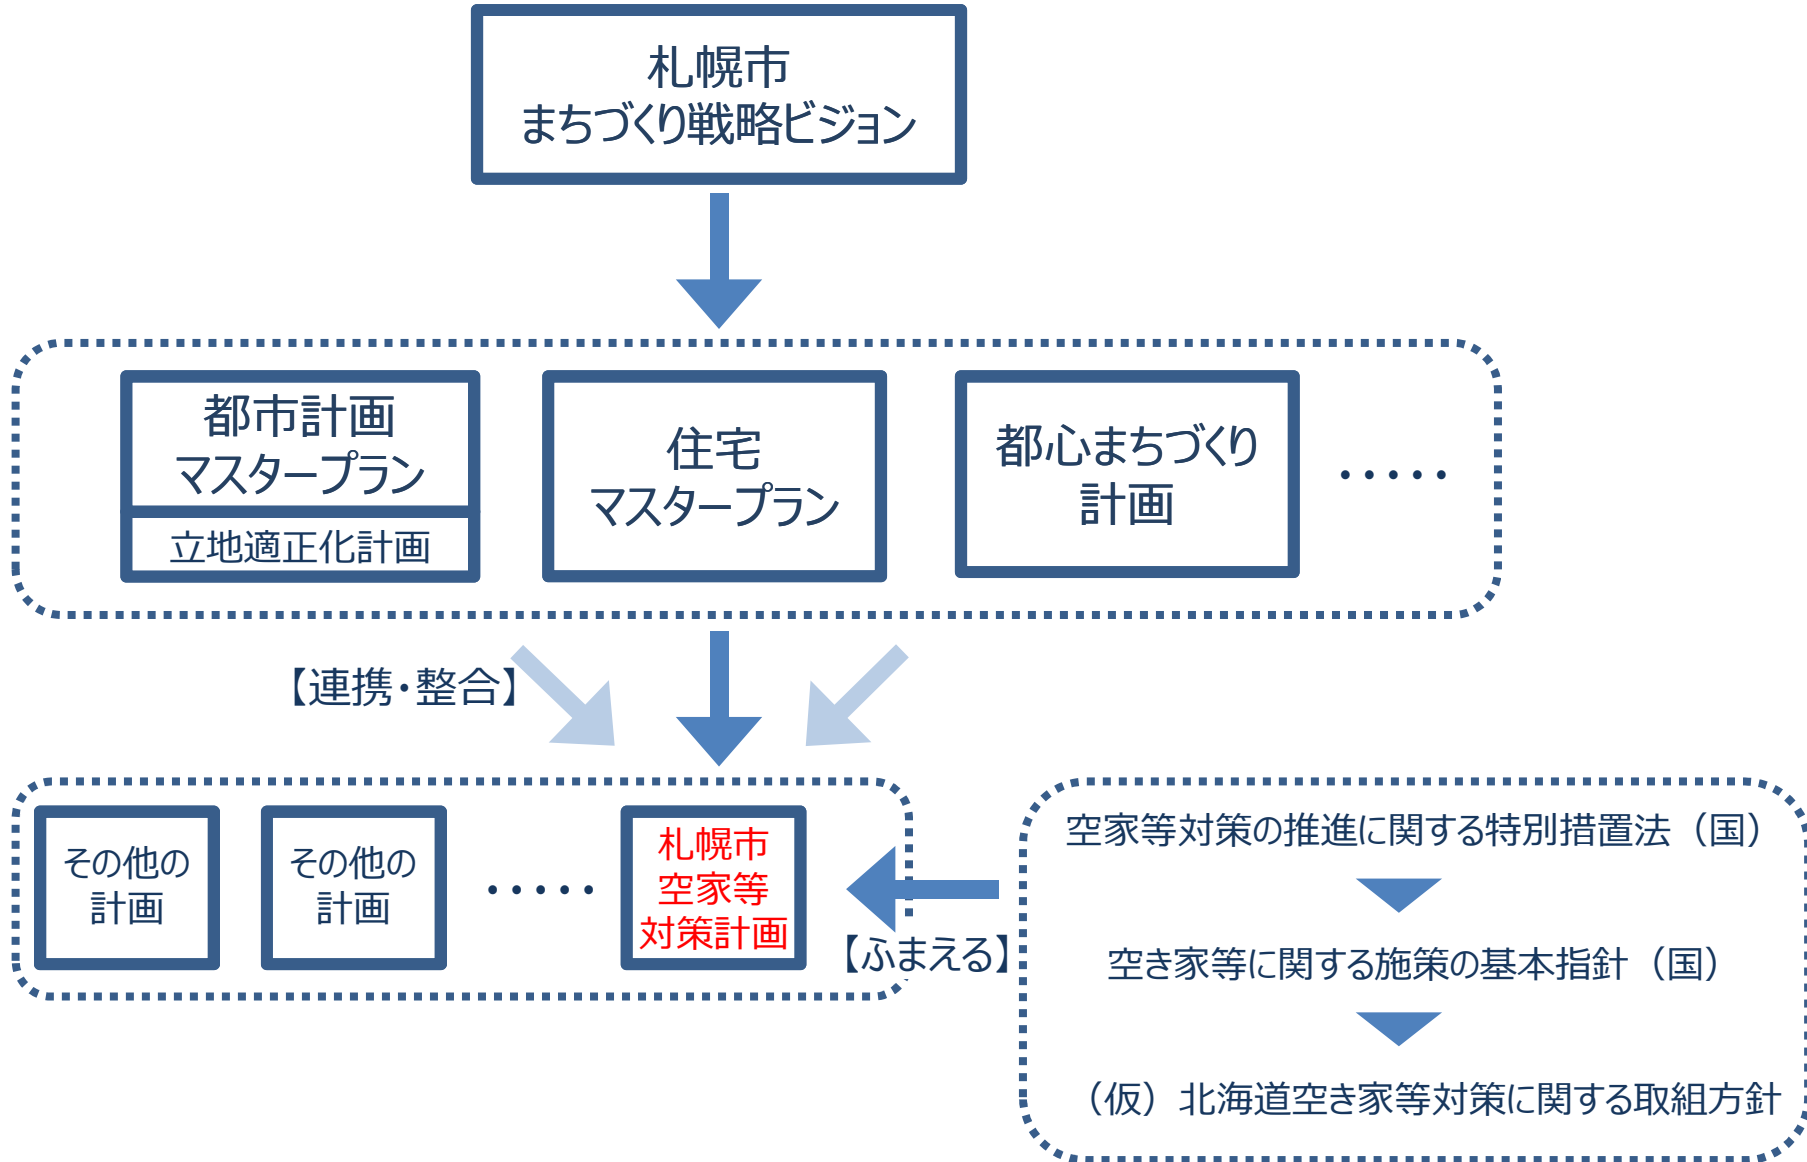 札幌市
まちづくり戦略ビジョン
都市計画
マスタープラン
立地適正化計画
住宅
マスタープラン
都心まちづくり
計画
・・・・・
【連携・整合】
その他の
計画
その他の
計画
・・・・・
札幌市
空家等
対策計画
【ふまえる】
空家等対策の推進に関する特別措置法（国）
空き家等に関する施策の基本指針（国）
（仮）北海道空き家等対策に関する取組方針